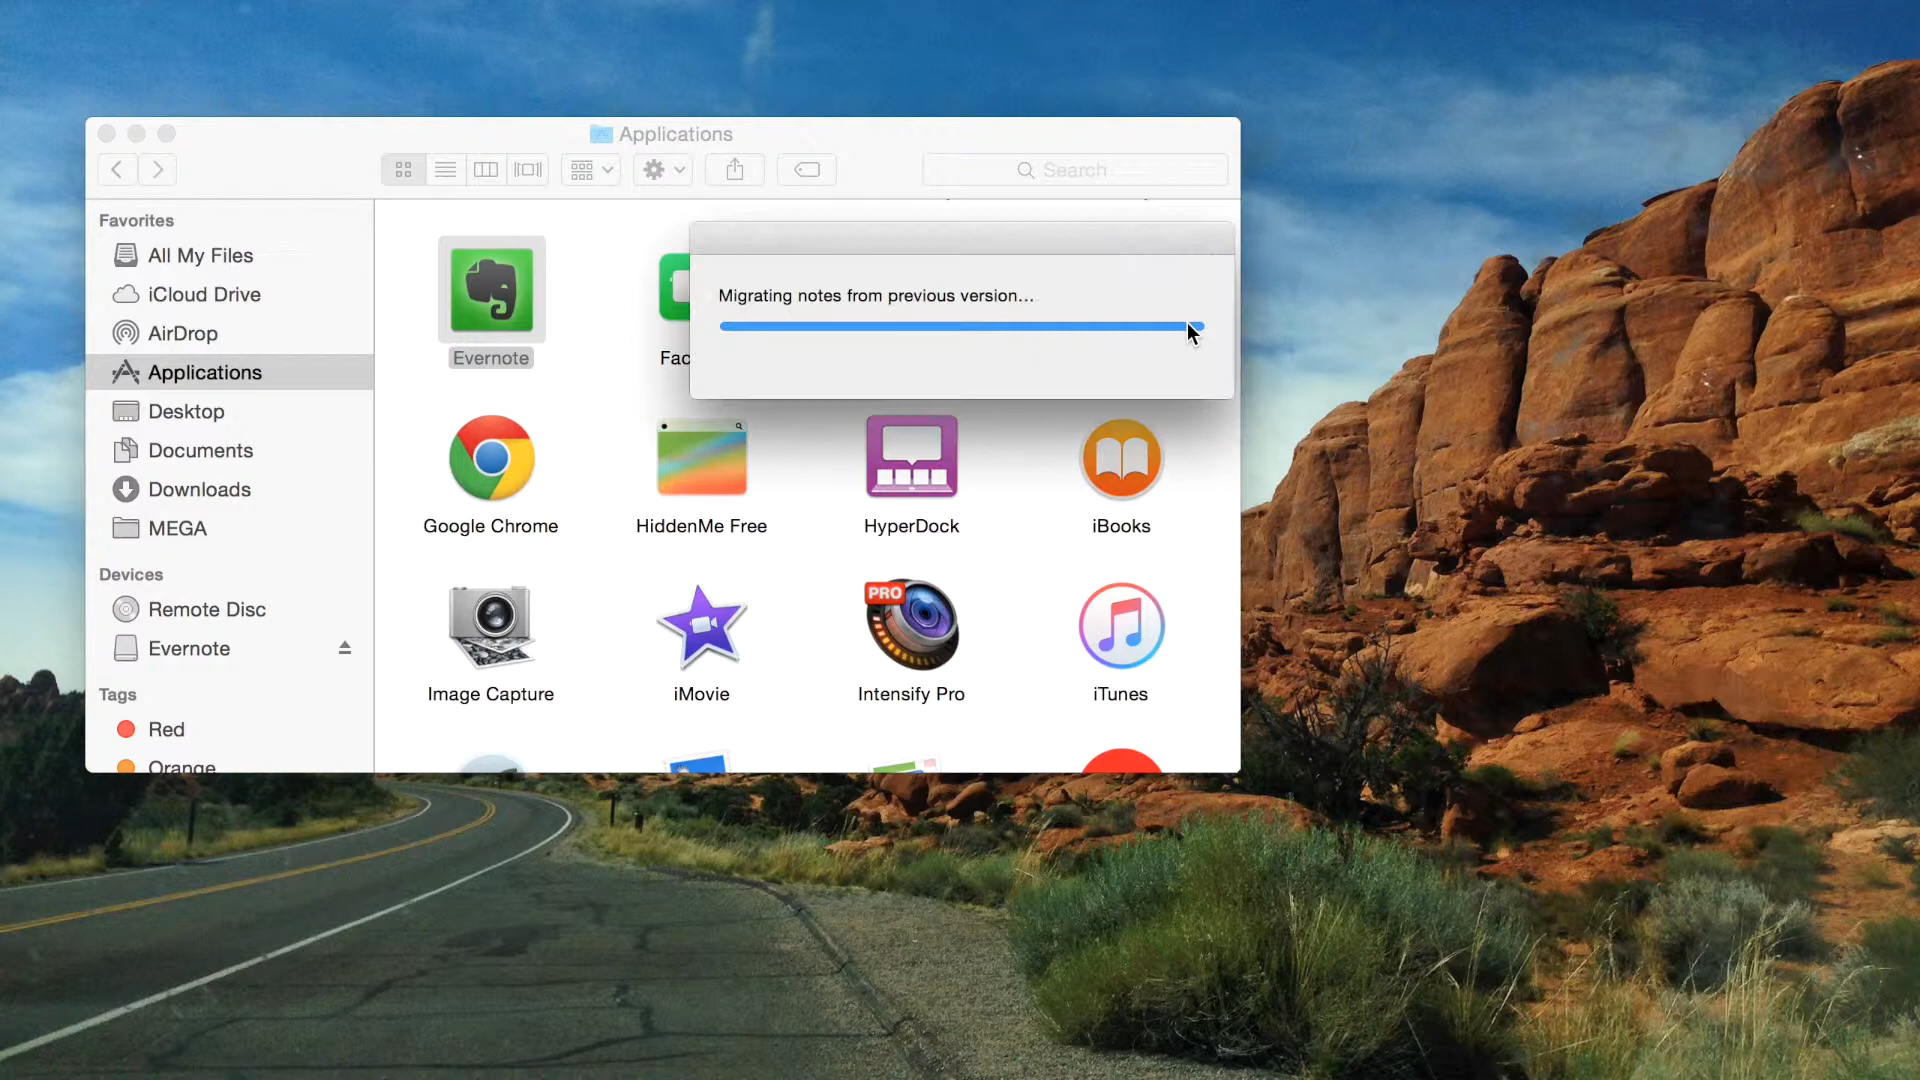 Applications
Search
Favorites
All My Files
iCloud Drive
AirDrop
Applications
Desktop
Documents
Downloads
MEGA
Devices
Remote Disc
Evernote
Tags
Red
Orange
Migrating notes from previous version...
Evernote
Fac
Google Chrome
HiddenMe Free
HyperDock
iBooks
PRO
Image Capture
iMovie
Intensify Pro
iTunes